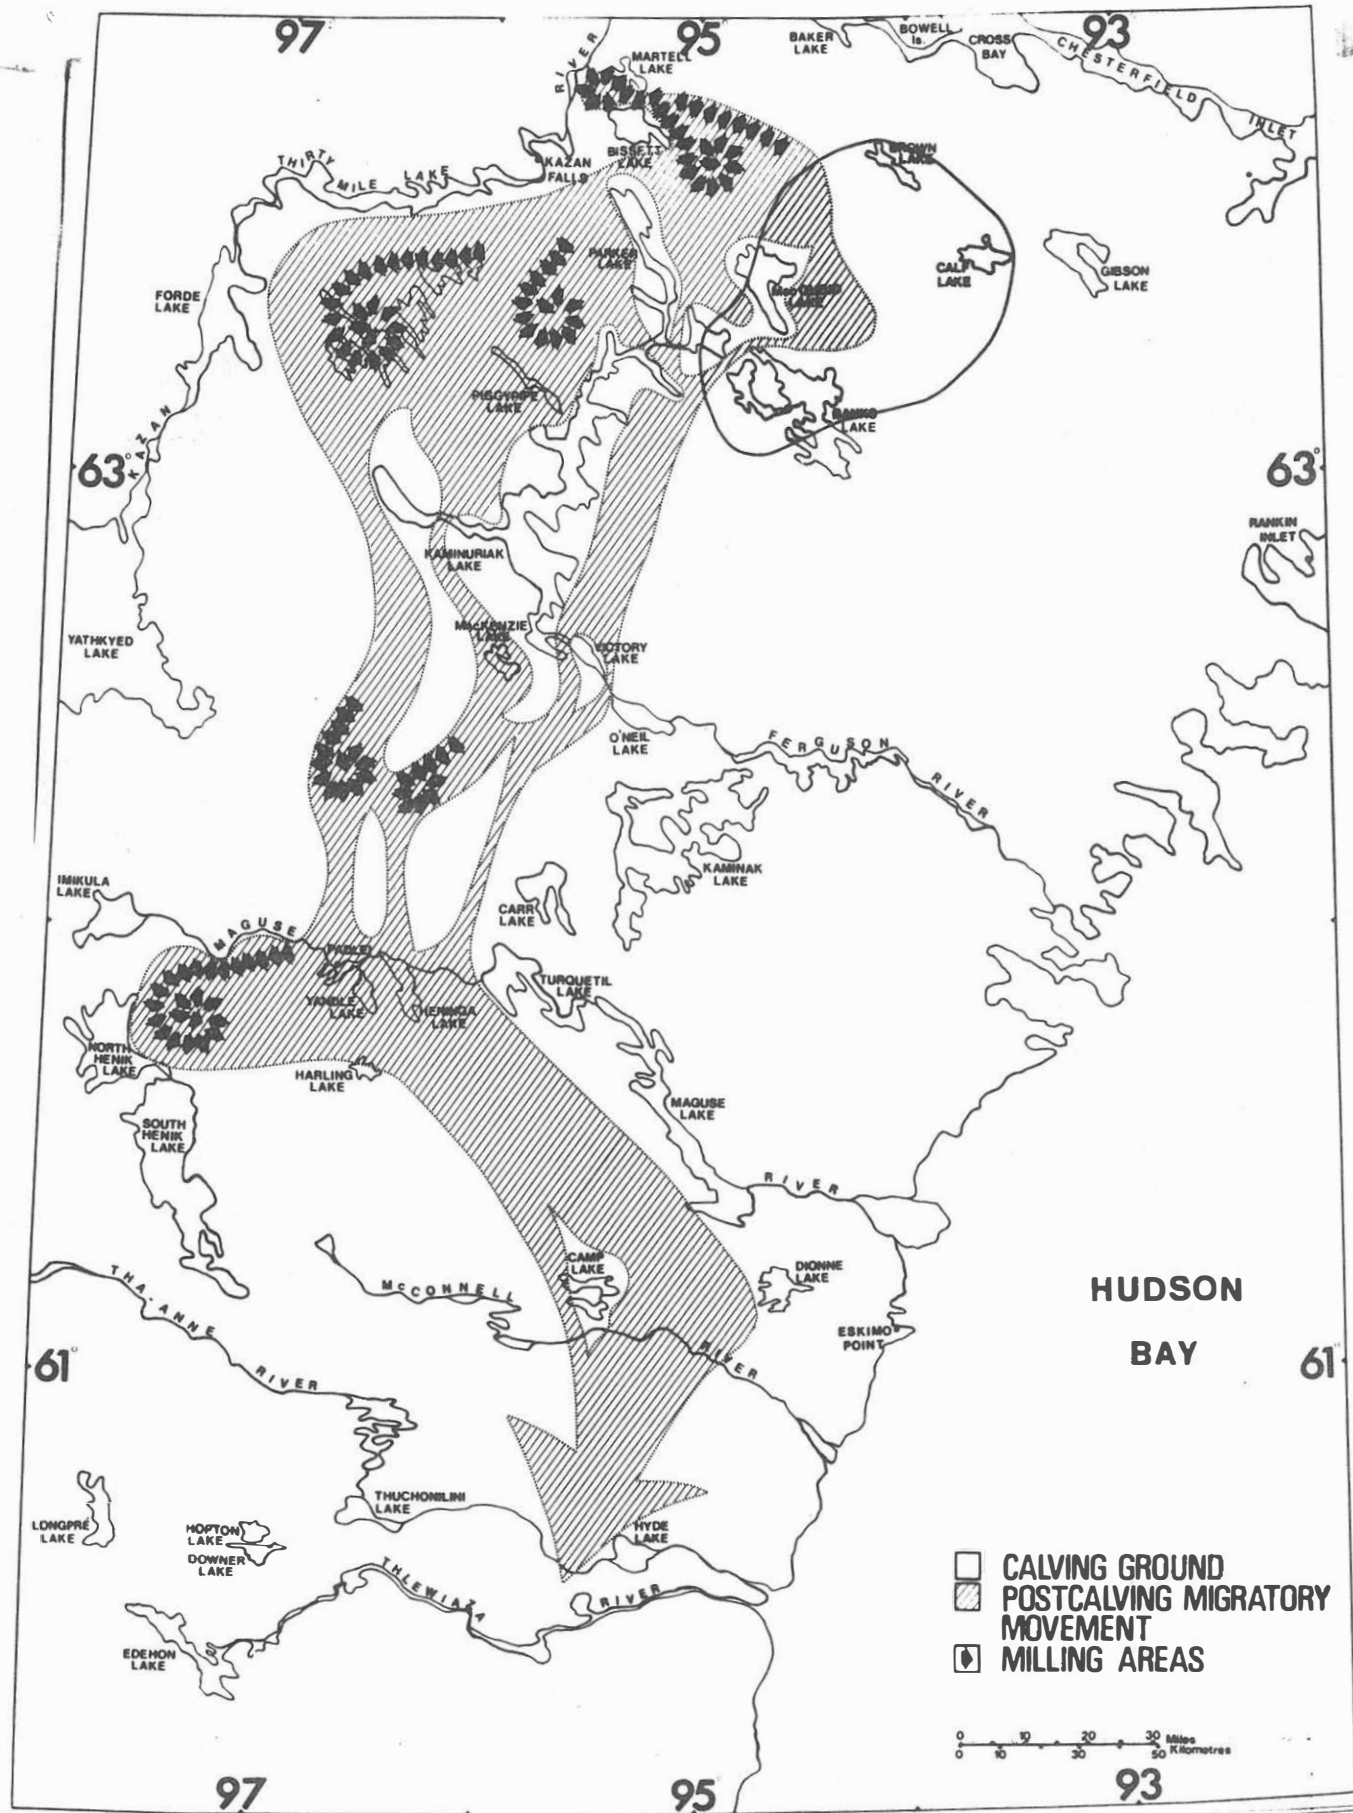 97
95
93
BAKER
LAKE
BOWELL
Is.
CROSS
BAY
CHESTERFIELD
INLET
RIVER
MARTELL
LAKE
THIRTY
MILE LAKE
KAZAN
FALLS
BISSETT
LAKE
BROWN
LAKE
PARKER
LAKE
CALF
LAKE
GIBSON
LAKE
FORDE
LAKE
LAKE
LAKE
BANKS
LAKE
KAZAN
63°
63°
RANKIN
INLET
KAMINURIAK
LAKE
MacKENZIE
LAKE
VICTORY
LAKE
YATHKYED
LAKE
O'NEIL
LAKE
FERGUSON
RIVER
KAMINAK
LAKE
IMIKULA
LAKE
CARR
LAKE
MAGUSE
PADLEI
TURQUETIL
LAKE
YANDLE
LAKE
HENINGA
LAKE
NORTH
HENIK
LAKE
HARLING
LAKE
MAGUSE
LAKE
SOUTH
HENIK
LAKE
RIVER
CAMP
LAKE
DIONNE
LAKE
THA-ANNE
RIVER
McCONNELL
RIVER
ESKIMO
POINT
HUDSON
BAY
61°
61°
THUCHONILINI
LAKE
LONGPRÉ
LAKE
HOPTON
LAKE
DOWNER
LAKE
HYDE
LAKE
THLEWIAZA
RIVER
EDEHON
LAKE
CALVING GROUND
POSTCALVING MIGRATORY
MOVEMENT
MILLING AREAS
0 10 20 30 Miles
0 10 30 50 Kilometres
97
95
93